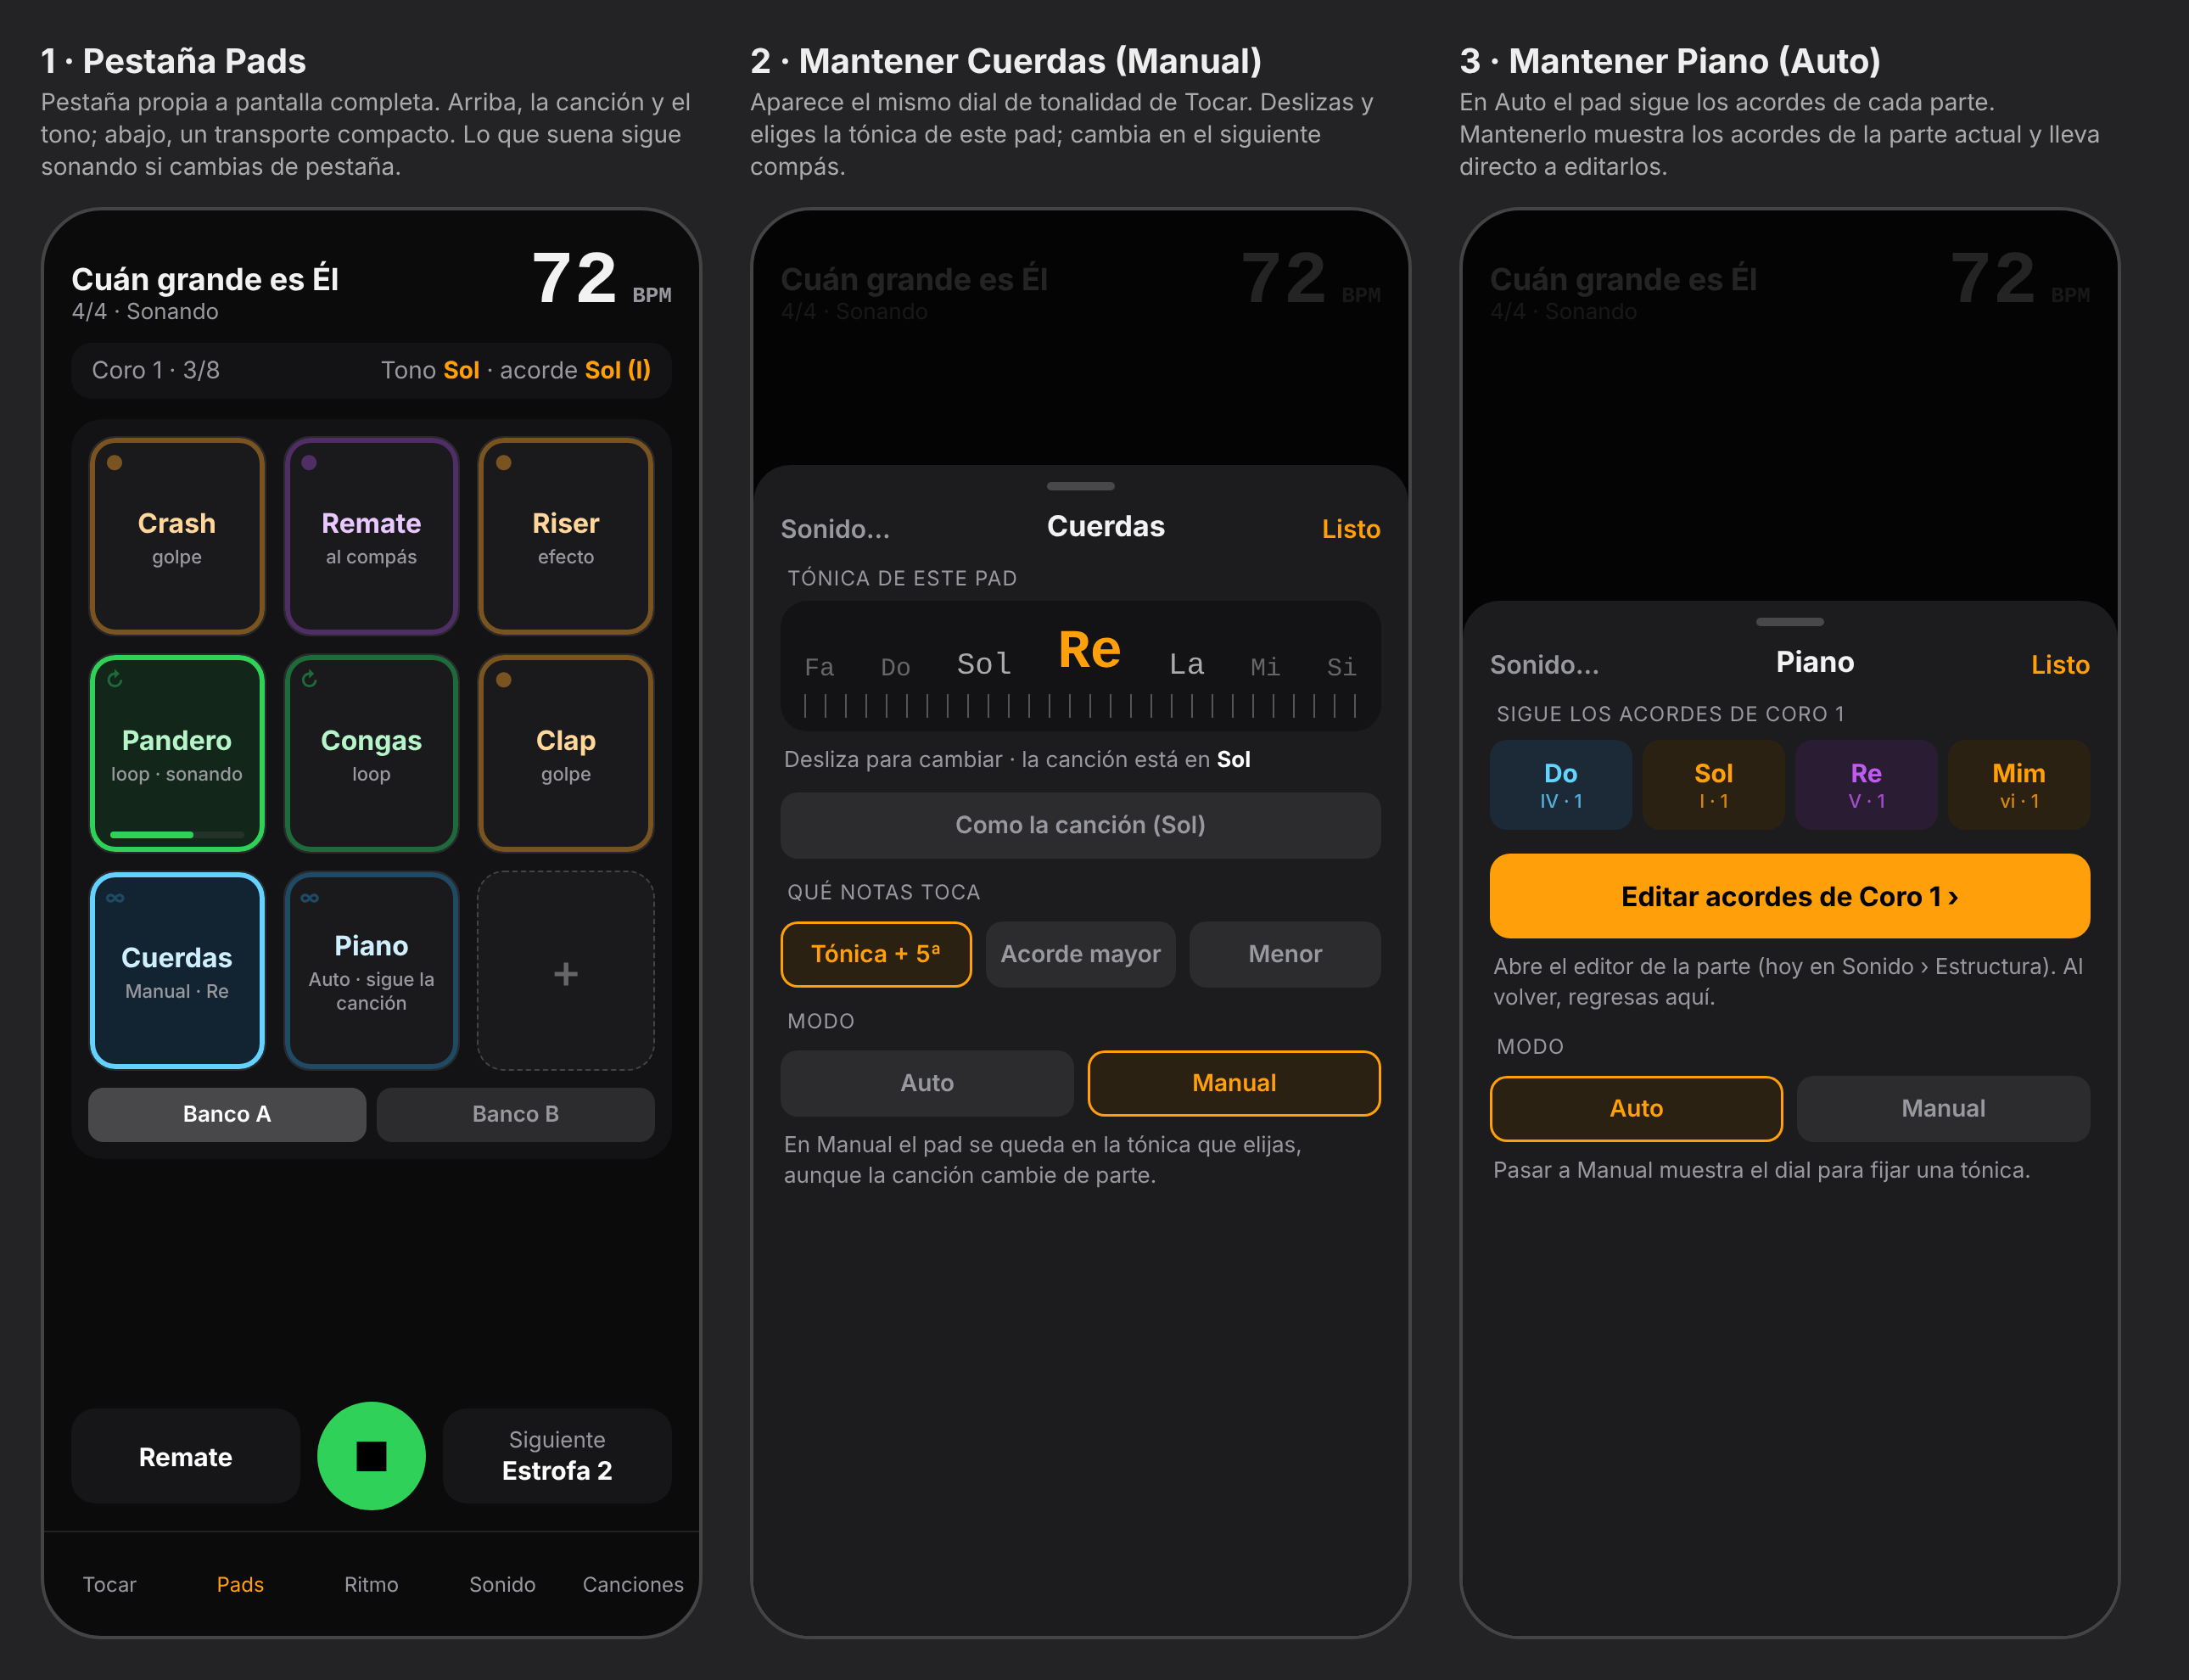 1 · Pestaña Pads
Pestaña propia a pantalla completa. Arriba, la canción y el
tono; abajo, un transporte compacto. Lo que suena sigue
sonando si cambias de pestaña.
Cuán grande es Él
72 BPM
4/4 · Sonando
Coro 1 · 3/8
Tono Sol · acorde Sol (I)
Crash
golpe
Remate
al compás
Riser
efecto
Pandero
loop · sonando
Congas
loop
Clap
golpe
Cuerdas
Manual · Re
Piano
Auto · sigue la
canción
+
Banco A
Banco B
Remate
Siguiente
Estrofa 2
Tocar
Pads
Ritmo
Sonido
Canciones
2 · Mantener Cuerdas (Manual)
Aparece el mismo dial de tonalidad de Tocar. Deslizas y
eliges la tónica de este pad; cambia en el siguiente
compás.
Cuán grande es Él
72 BPM
4/4 · Sonando
Sonido...
Cuerdas
Listo
TÓNICA DE ESTE PAD
Fa Do Sol Re La Mi Si
Desliza para cambiar · la canción está en Sol
Como la canción (Sol)
QUÉ NOTAS TOCA
Tónica + 5ª
Acorde mayor
Menor
MODO
Auto
Manual
En Manual el pad se queda en la tónica que elijas,
aunque la canción cambie de parte.
3 · Mantener Piano (Auto)
En Auto el pad sigue los acordes de cada parte.
Mantenerlo muestra los acordes de la parte actual y lleva
directo a editarlos.
Cuán grande es Él
72 BPM
4/4 · Sonando
Sonido...
Piano
Listo
SIGUE LOS ACORDES DE CORO 1
Do
IV · 1
Sol
I · 1
Re
V · 1
Mim
vi · 1
Editar acordes de Coro 1 ›
Abre el editor de la parte (hoy en Sonido › Estructura). Al
volver, regresas aquí.
MODO
Auto
Manual
Pasar a Manual muestra el dial para fijar una tónica.